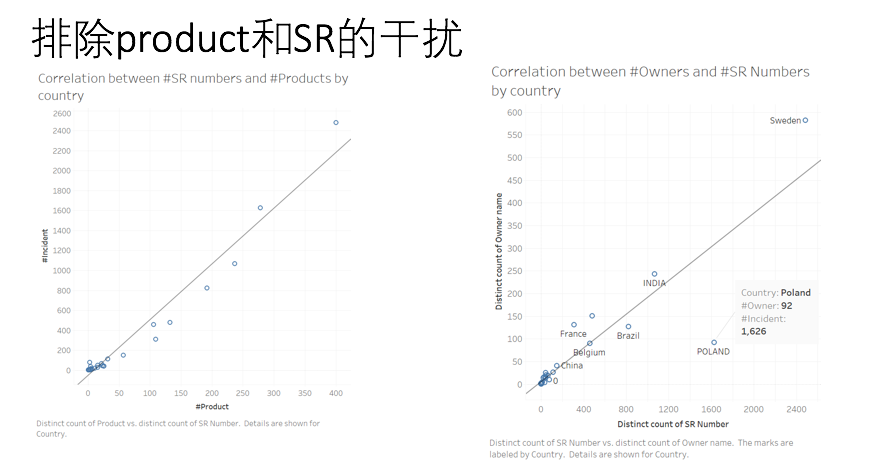 排除product和SR的干扰
Correlation between #SR numbers and #Products by
country
2600
2400
2200
2000
1800
1600
1400
1200
1000
800
600
400
200
0
#Incident
0 50 100 150 200 250 300 350 400
#Product
Distinct count of Product vs. distinct count of SR Number. Details are shown for
Country.
Correlation between #Owners and #SR Numbers
by country
600
550
500
450
400
350
300
250
200
150
100
50
0
Distinct count of Owner name
Sweden
INDIA
France
Brazil
Belgium
POLAND
China
0
Country: Poland
#Owner: 92
#Incident:
1,626
0 400 800 1200 1600 2000 2400
Distinct count of SR Number
Distinct count of SR Number vs. distinct count of Owner name. The marks are
labeled by Country. Details are shown for Country.